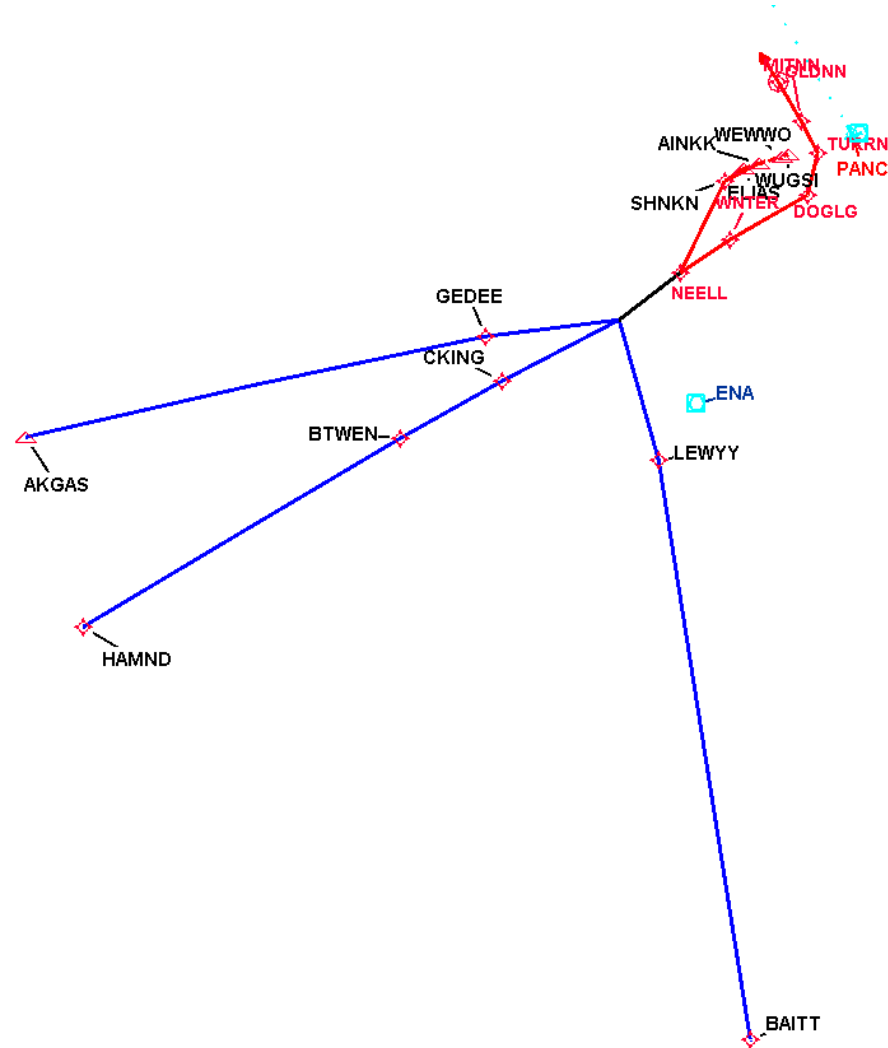 MITNN
GLDNN
WEWWO
AINKK
TURRN
PANC
WUGSI
ELIAS
SHNKN
WNTER
DOGLG
NEELL
GEDEE
CKING
ENA
BTWEN
LEWYY
AKGAS
HAMND
BAITT